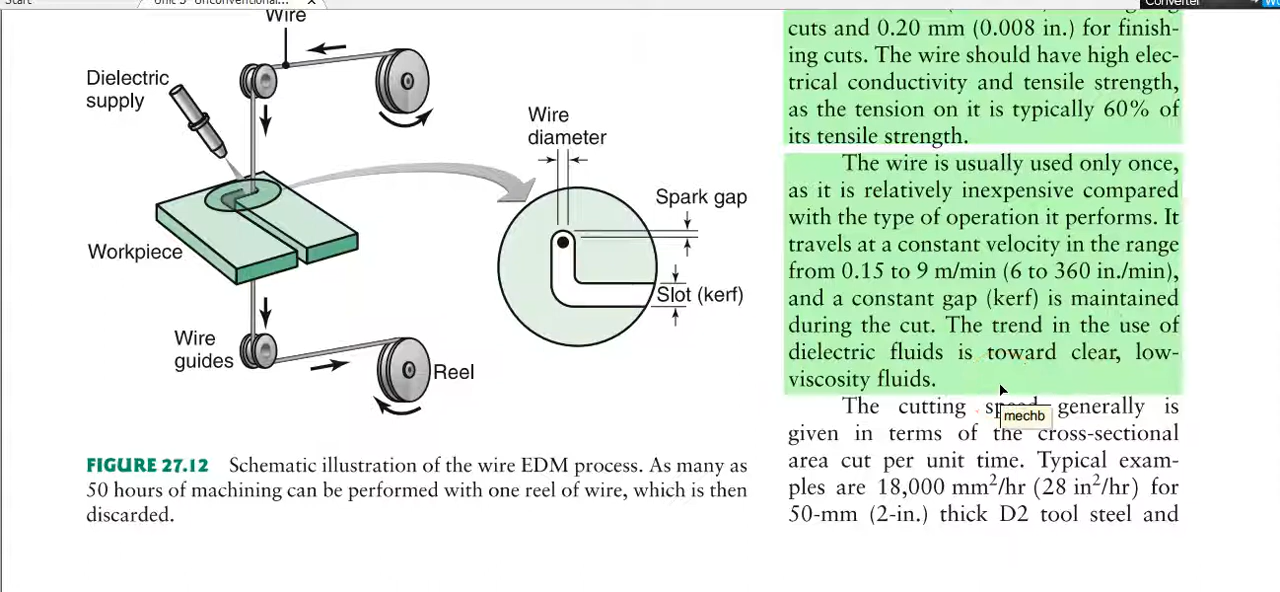 Start
Converter
Wire
Dielectric
supply
Wire
diameter
Spark gap
Workpiece
Slot (kerf)
Wire
guides
Reel
FIGURE 27.12 Schematic illustration of the wire EDM process. As many as
50 hours of machining can be performed with one reel of wire, which is then
discarded.
cuts and 0.20 mm (0.008 in.) for finish-
ing cuts. The wire should have high elec-
trical conductivity and tensile strength,
as the tension on it is typically 60% of
its tensile strength.
The wire is usually used only once,
as it is relatively inexpensive compared
with the type of operation it performs. It
travels at a constant velocity in the range
from 0.15 to 9 m/min (6 to 360 in./min),
and a constant gap (kerf) is maintained
during the cut. The trend in the use of
dielectric fluids is toward clear, low-
viscosity fluids.
The cutting speed generally is
mechb
given in terms of the cross-sectional
area cut per unit time. Typical exam-
ples are 18,000 mm²/hr (28 in²/hr) for
50-mm (2-in.) thick D2 tool steel and